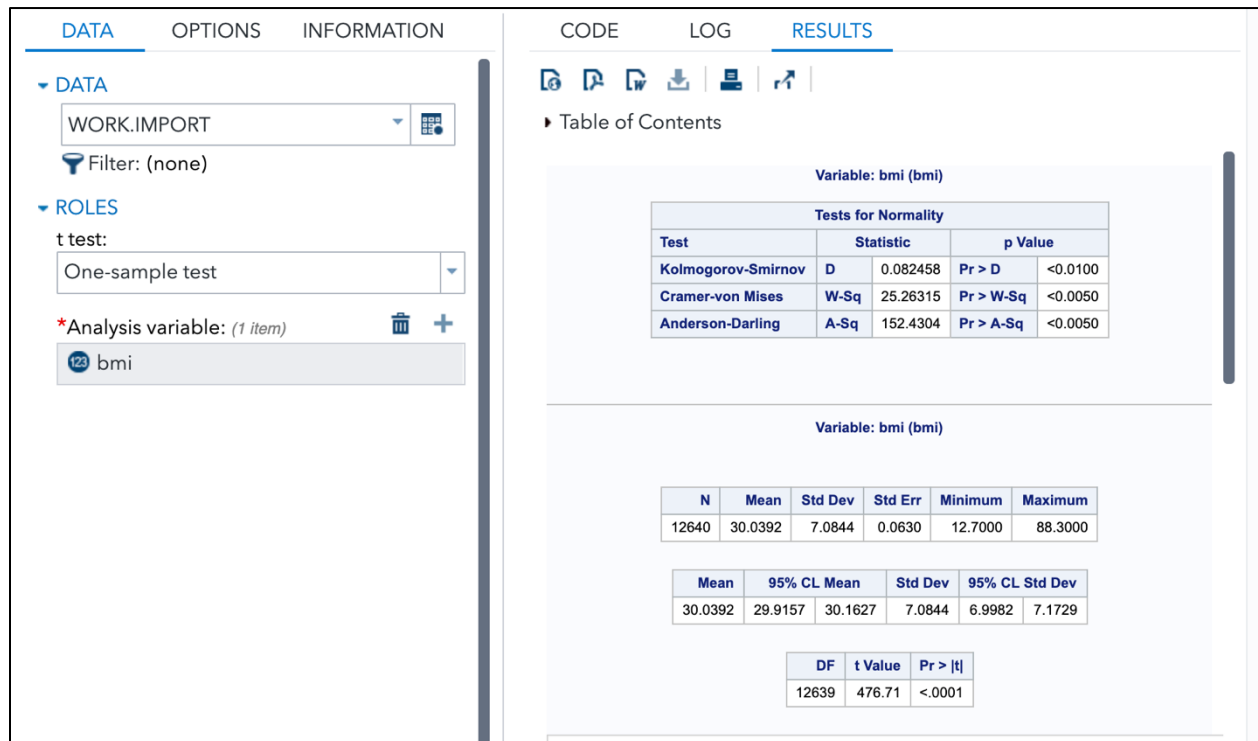 DATA OPTIONS INFORMATION
DATA
WORK.IMPORT
Filter: (none)
ROLES
t test:
One-sample test
*Analysis variable: (1 item)
123 bmi
CODE LOG RESULTS
Table of Contents
Variable: bmi (bmi)
Tests for Normality
Test Statistic p Value
Kolmogorov-Smirnov D 0.082458 Pr > D <0.0100
Cramer-von Mises W-Sq 25.26315 Pr > W-Sq <0.0050
Anderson-Darling A-Sq 152.4304 Pr > A-Sq <0.0050
Variable: bmi (bmi)
N Mean Std Dev Std Err Minimum Maximum
12640 30.0392 7.0844 0.0630 12.7000 88.3000
Mean 95% CL Mean Std Dev 95% CL Std Dev
30.0392 29.9157 30.1627 7.0844 6.9982 7.1729
DF t Value Pr > |t|
12639 476.71 <.0001